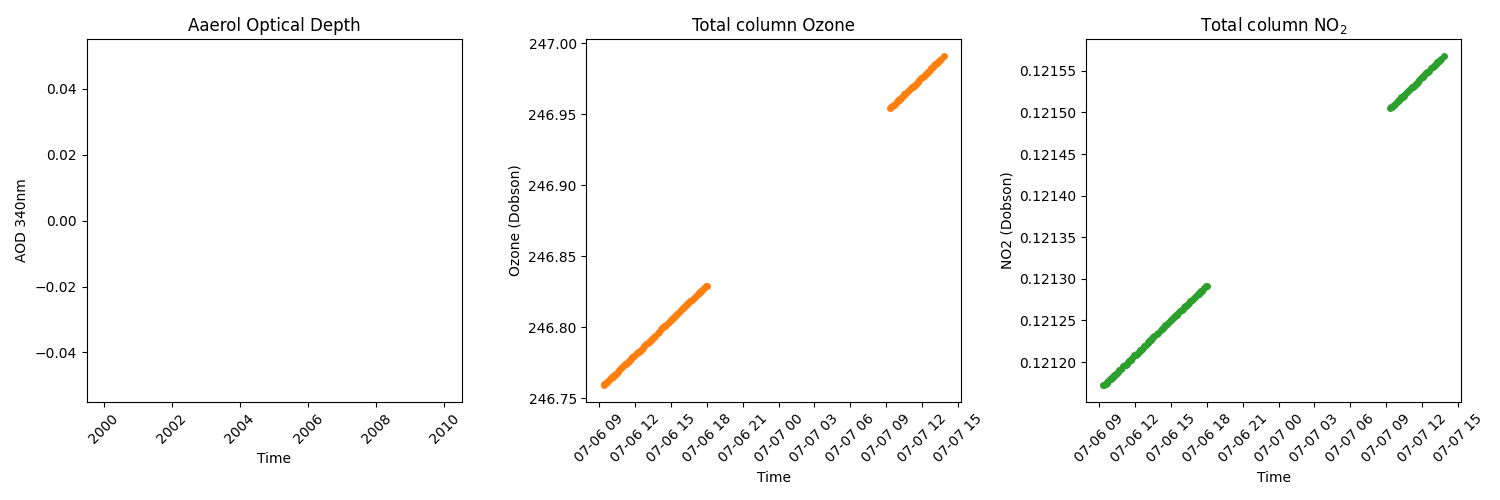 Aaerol Optical Depth
AOD 340nm
0.04
0.02
0.00
−0.02
−0.04
2000 2002 2004 2006 2008 2010
Time
Total column Ozone
Ozone (Dobson)
247.00
246.95
246.90
246.85
246.80
246.75
07-06 09 07-06 12 07-06 15 07-06 18 07-06 21 07-07 00 07-07 03 07-07 06 07-07 09 07-07 12 07-07 15
Time
Total column NO₂
NO2 (Dobson)
0.12155
0.12150
0.12145
0.12140
0.12135
0.12130
0.12125
0.12120
07-06 09 07-06 12 07-06 15 07-06 18 07-06 21 07-07 00 07-07 03 07-07 06 07-07 09 07-07 12 07-07 15
Time